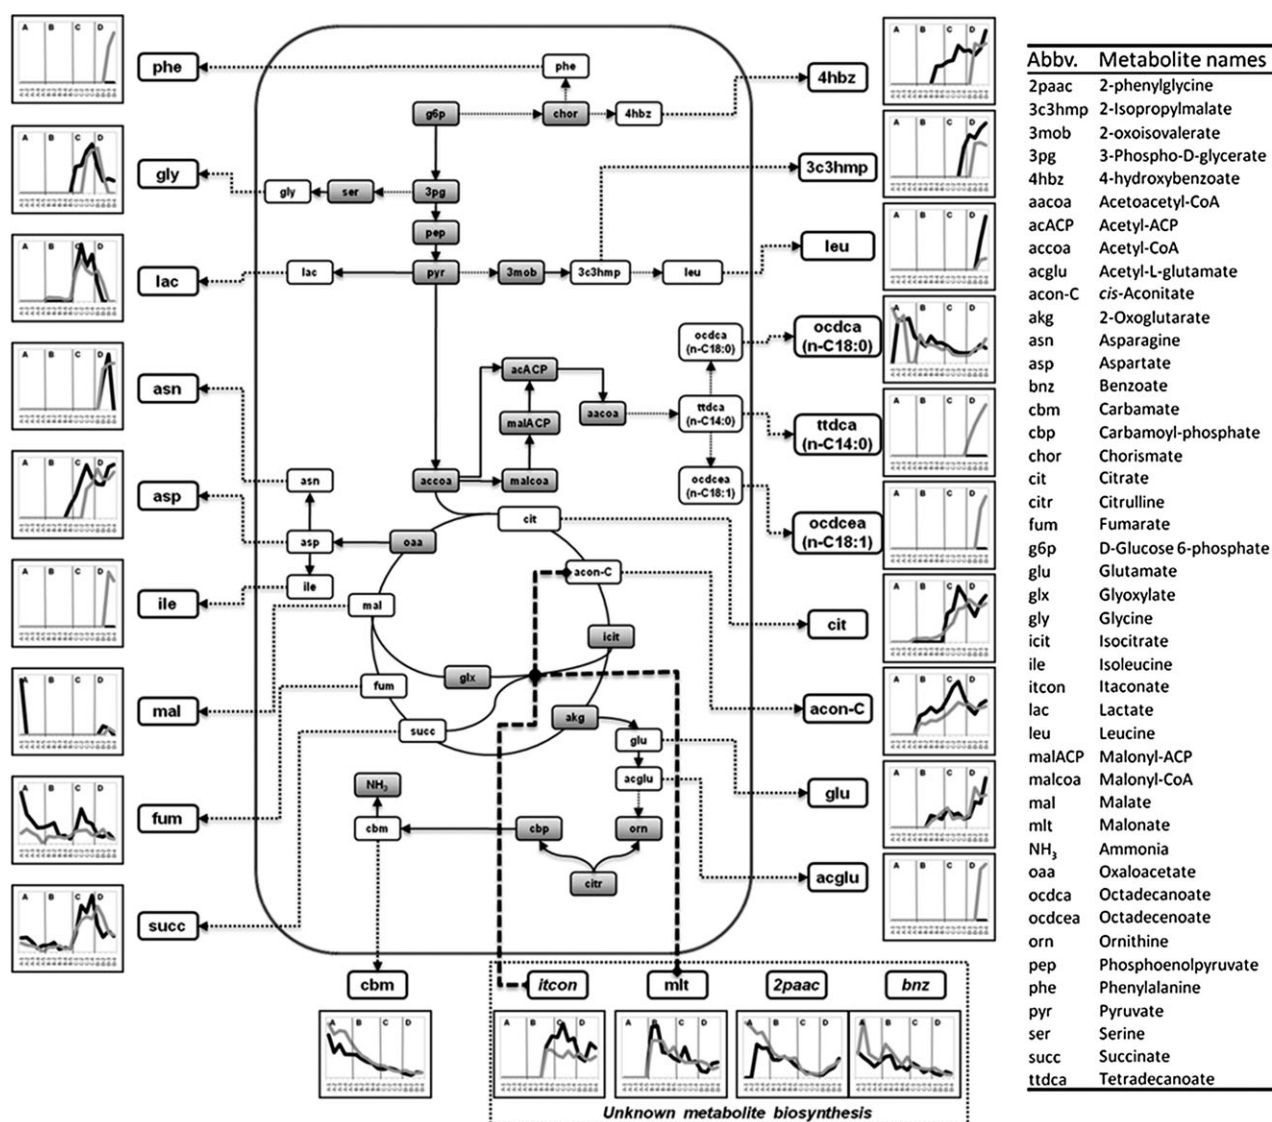 phe
gly
lac
asn
asp
ile
mal
fum
succ
phe
g6p
chor
4hbz
gly
ser
3pg
pep
lac
pyr
3mob
3c3hmp
leu
ocdca
(n-C18:0)
acACP
aacoa
ttdca
(n-C14:0)
malACP
accoa
malcoa
ocdcea
(n-C18:1)
asn
cit
asp
oaa
ile
acon-C
mal
icit
glx
fum
akg
succ
glu
acglu
NH3
cbm
cbp
orn
citr
4hbz
3c3hmp
leu
ocdca
(n-C18:0)
ttdca
(n-C14:0)
ocdcea
(n-C18:1)
cit
acon-C
glu
acglu
cbm
itcon
mlt
2paac
bnz
A B C D
Unknown metabolite biosynthesis
Abbv. Metabolite names
2paac 2-phenylglycine
3c3hmp 2-Isopropylmalate
3mob 2-oxoisovalerate
3pg 3-Phospho-D-glycerate
4hbz 4-hydroxybenzoate
aacoa Acetoacetyl-CoA
acACP Acetyl-ACP
accoa Acetyl-CoA
acglu Acetyl-L-glutamate
acon-C cis-Aconitate
akg 2-Oxoglutarate
asn Asparagine
asp Aspartate
bnz Benzoate
cbm Carbamate
cbp Carbamoyl-phosphate
chor Chorismate
cit Citrate
citr Citrulline
fum Fumarate
g6p D-Glucose 6-phosphate
glu Glutamate
glx Glyoxylate
gly Glycine
icit Isocitrate
ile Isoleucine
itcon Itaconate
lac Lactate
leu Leucine
malACP Malonyl-ACP
malcoa Malonyl-CoA
mal Malate
mlt Malonate
NH3 Ammonia
oaa Oxaloacetate
ocdca Octadecanoate
ocdcea Octadecenoate
orn Ornithine
pep Phosphoenolpyruvate
phe Phenylalanine
pyr Pyruvate
ser Serine
succ Succinate
ttdca Tetradecanoate